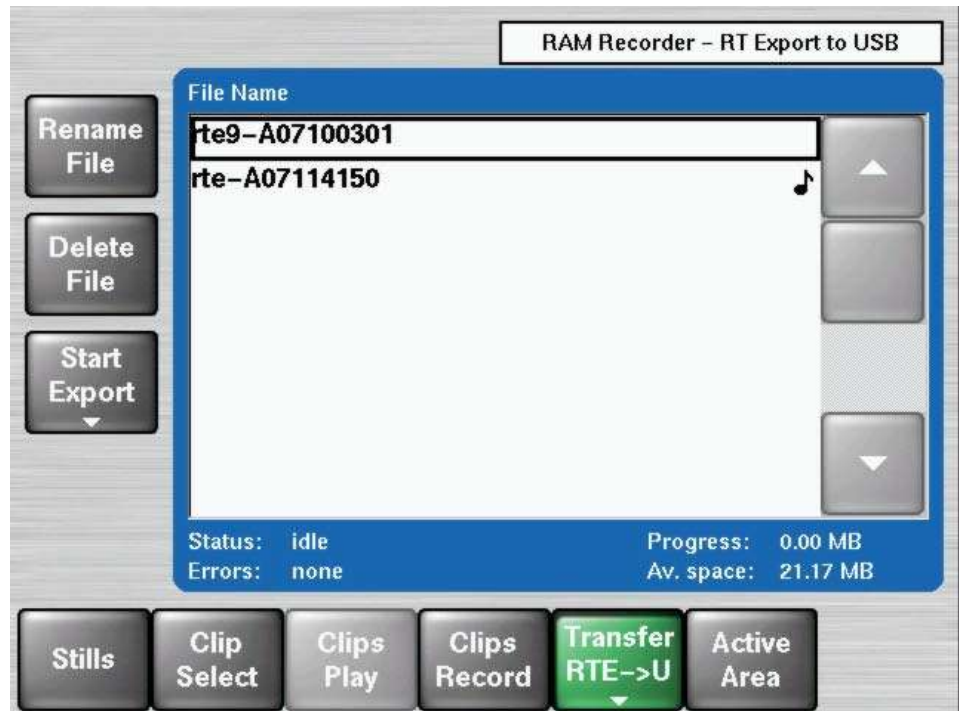 RAM Recorder – RT Export to USB
File Name
Rename
File
rte9–A07100301
rte–A07114150
Delete
File
Start
Export
Status: idle
Progress: 0.00 MB
Errors: none
Av. space: 21.17 MB
Stills
Clip
Select
Clips
Play
Clips
Record
Transfer
RTE–>U
Active
Area